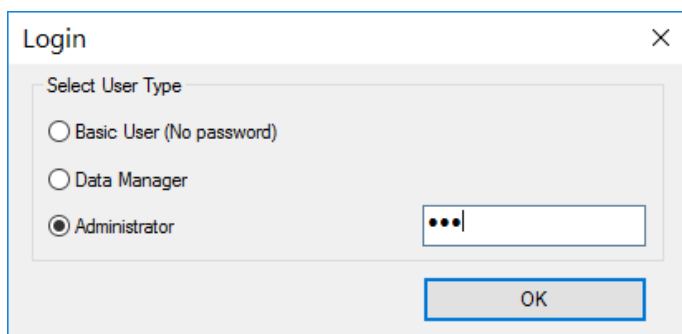 Login
Select User Type
Basic User (No password)
Data Manager
Administrator
•••
OK